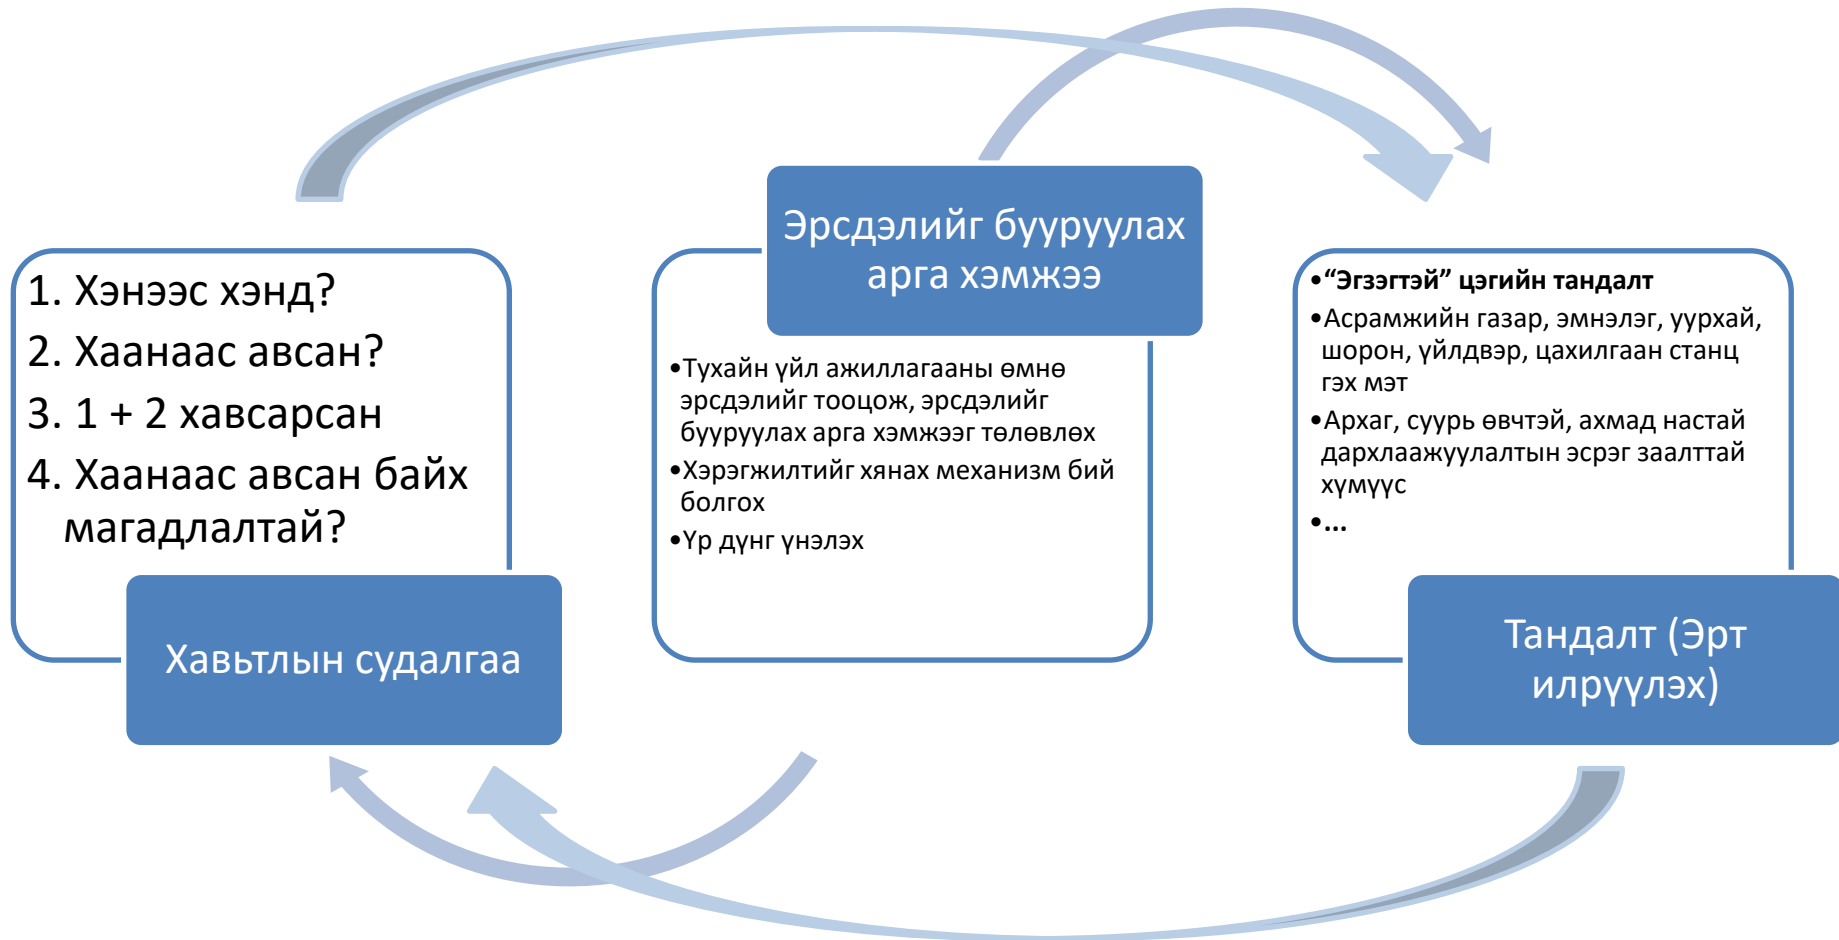 1. Хэнээс хэнд?
2. Хаанаас авсан?
3. 1 + 2 хавсарсан
4. Хаанаас авсан байх
магадлалтай?
Хавьтлын судалгаа
Эрсдэлийг бууруулах
арга хэмжээ
•Тухайн үйл ажиллагааны өмнө
эрсдэлийг тооцож, эрсдэлийг
бууруулах арга хэмжээг төлөвлөх
•Хэрэгжилтийг хянах механизм бий
болгох
•Үр дүнг үнэлэх
•“Эгзэгтэй” цэгийн тандалт
•Асрамжийн газар, эмнэлэг, уурхай,
шорон, үйлдвэр, цахилгаан станц
гэх мэт
•Архаг, суурь өвчтэй, ахмад настай
дархлаажуулалтын эсрэг заалттай
хүмүүс
•...
Тандалт (Эрт
илрүүлэх)